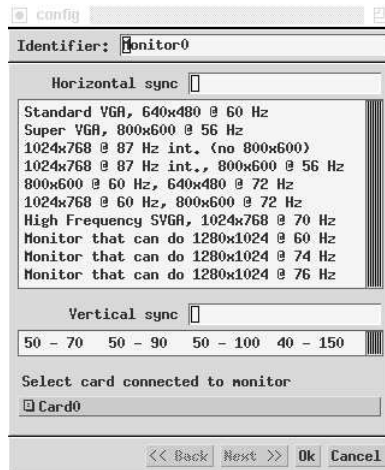 config
Identifier: Monitor0
Horizontal sync
Standard VGA, 640x480 @ 60 Hz
Super VGA, 800x600 @ 56 Hz
1024x768 @ 87 Hz int. (no 800x600)
1024x768 @ 87 Hz int., 800x600 @ 56 Hz
800x600 @ 60 Hz, 640x480 @ 72 Hz
1024x768 @ 60 Hz, 800x600 @ 72 Hz
High Frequency SVGA, 1024x768 @ 70 Hz
Monitor that can do 1280x1024 @ 60 Hz
Monitor that can do 1280x1024 @ 74 Hz
Monitor that can do 1280x1024 @ 76 Hz
Vertical sync
50 - 70 50 - 90 50 - 100 40 - 150
Select card connected to monitor
Card0
<< Back Next >> Ok Cancel